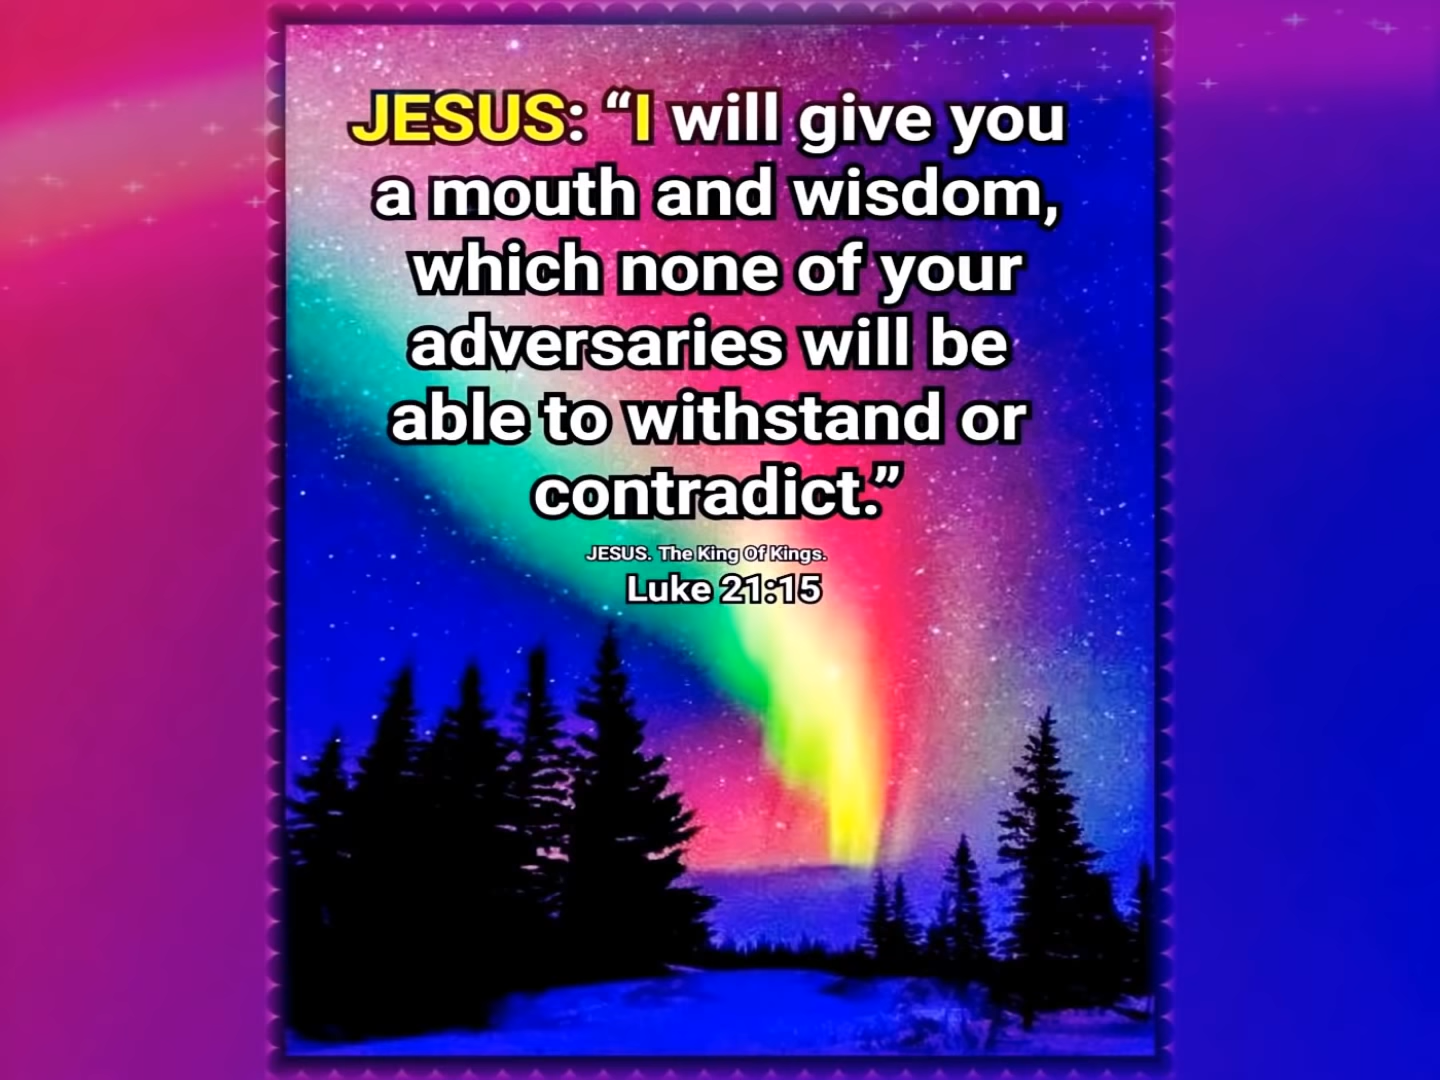 JESUS: “I will give you
a mouth and wisdom,
which none of your
adversaries will be
able to withstand or
contradict.”
JESUS. The King Of Kings.
Luke 21:15